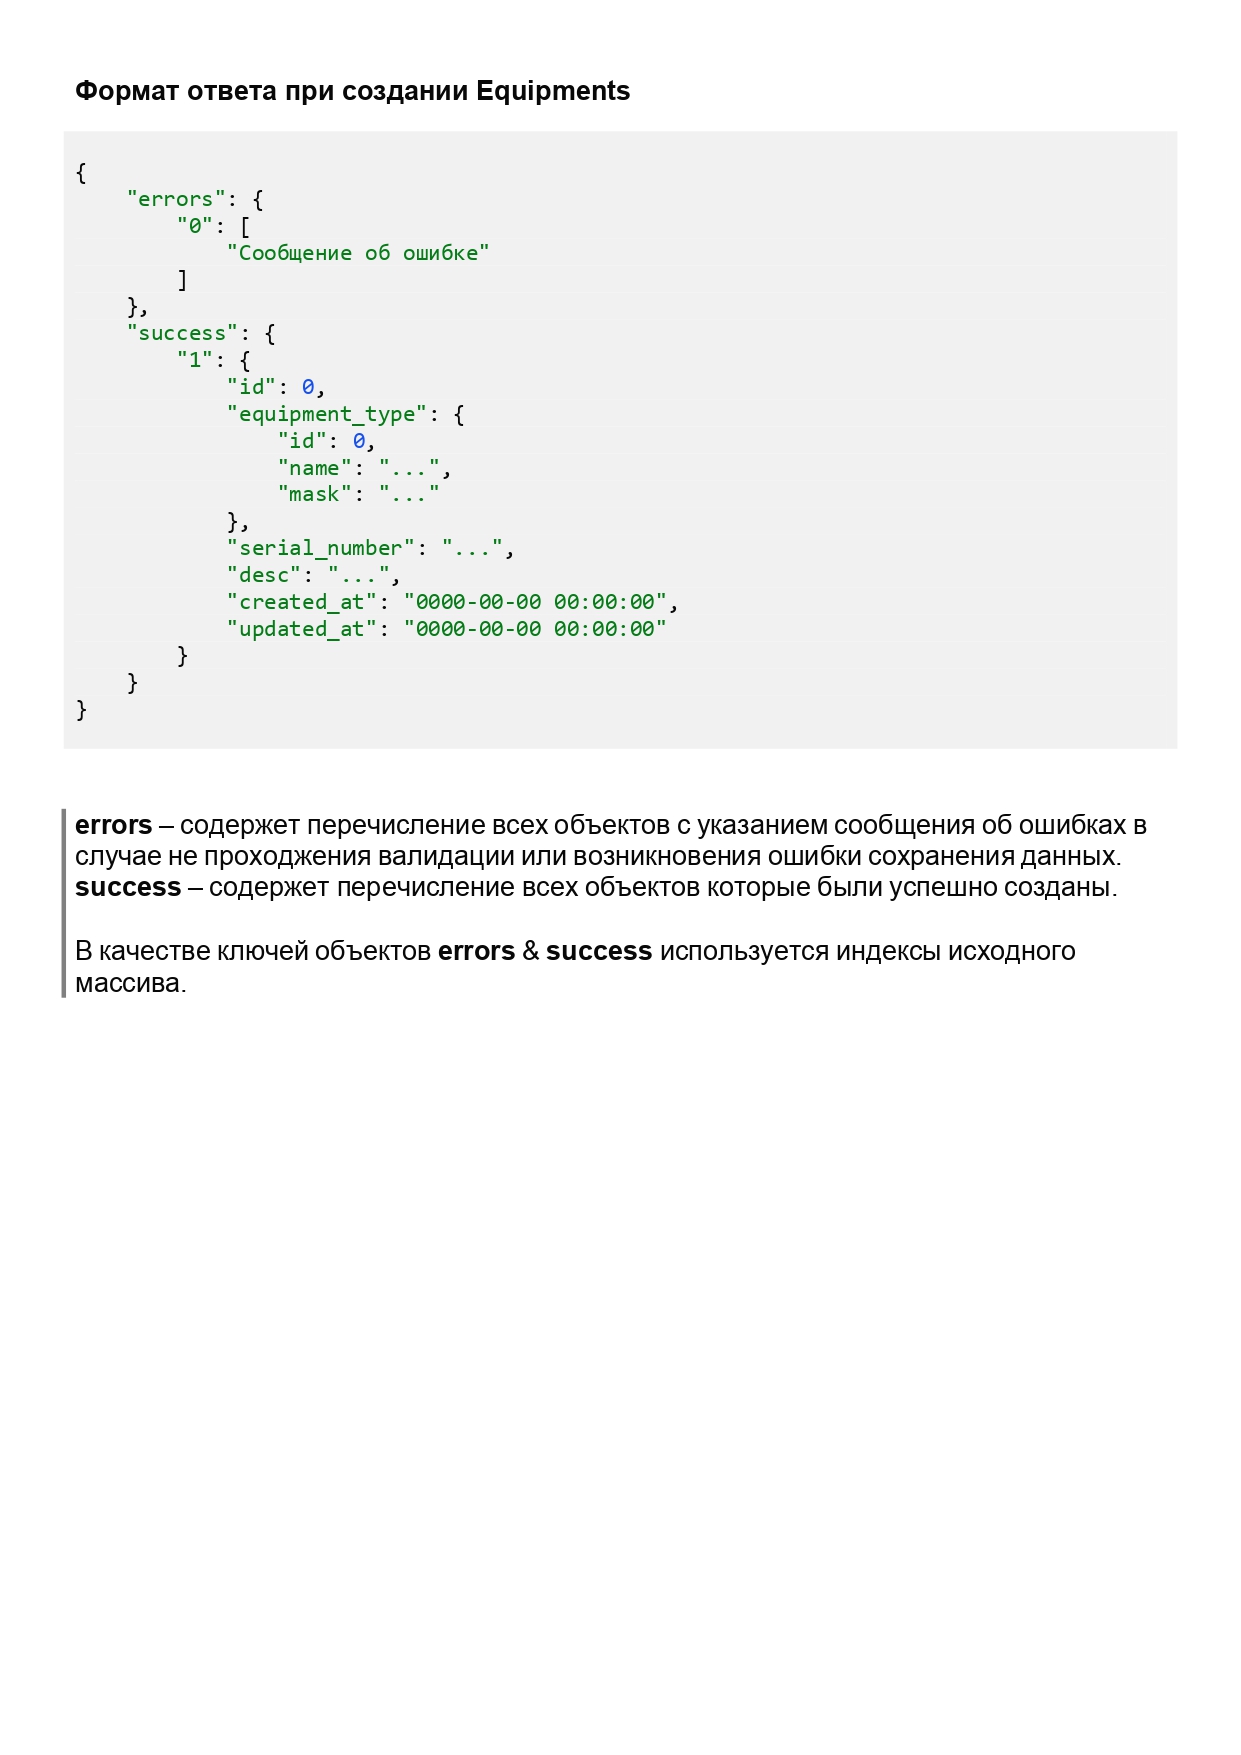 Формат ответа при создании Equipments
{
    "errors": {
        "0": [
            "Сообщение об ошибке"
        ]
    },
    "success": {
        "1": {
            "id": 0,
            "equipment_type": {
                "id": 0,
                "name": "...",
                "mask": "..."
            },
            "serial_number": "...",
            "desc": "...",
            "created_at": "0000-00-00 00:00:00",
            "updated_at": "0000-00-00 00:00:00"
        }
    }
}
errors – содержет перечисление всех объектов с указанием сообщения об ошибках в
случае не проходжения валидации или возникновения ошибки сохранения данных.
success – содержет перечисление всех объектов которые были успешно созданы.
В качестве ключей объектов errors & success используется индексы исходного
массива.